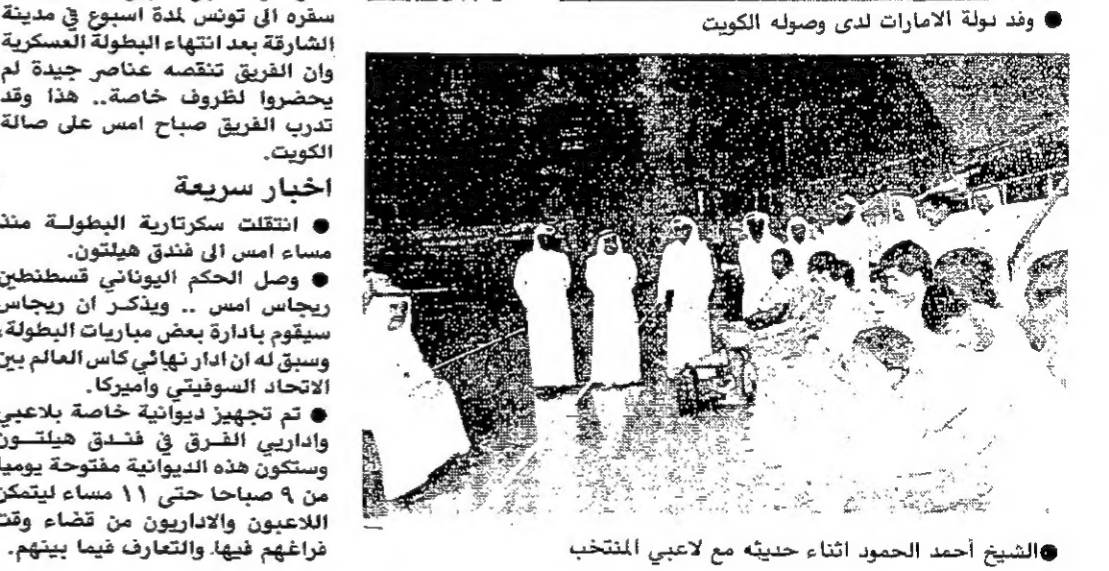 ● وفد دولة الامارات لدى وصوله الكويت
●الشيخ أحمد الحمود اثناء حديثه مع لاعبي المنتخب
سفره الى تونس لمدة اسبوع في مدينة
الشارقة بعد انتهاء البطولة العسكرية
وان الفريق تنقصه عناصر جيدة لم
يحضروا لظروف خاصة.. هذا وقد
تدرب الفريق صباح امس على صالة
الكويت.
اخبار سريعة
● انتقلت سكرتارية البطولة منذ
مساء امس الى فندق هيلتون.
● وصل الحكم اليوناني قسطنطين
ريجاس امس .. ويذكر ان ريجاس
سيقوم بادارة بعض مباريات البطولة،
وسبق له ان ادار نهائي كاس العالم بين
الاتحاد السوفيتي واميركا.
● تم تجهيز ديوانية خاصة بلاعبي
واداريي الفرق في فندق هيلتون
وستكون هذه الديوانية مفتوحة يوميا
من ٩ صباحا حتى ١١ مساء ليتمكن
اللاعبون والاداريون من قضاء وقت
فراغهم فيها والتعارف فيما بينهم.